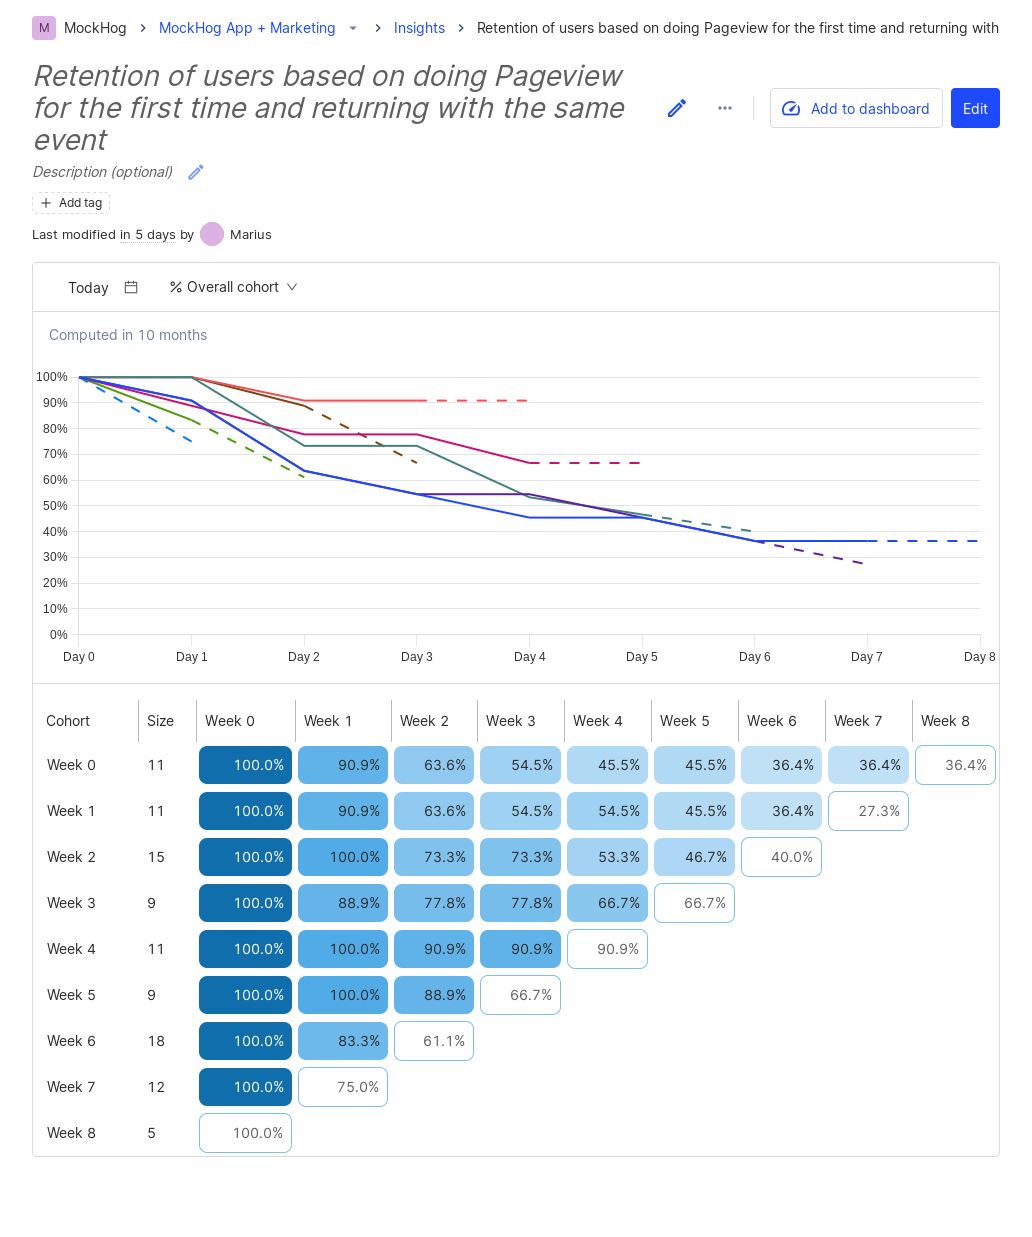 M MockHog MockHog App + Marketing Insights Retention of users based on doing Pageview for the first time and returning with
Retention of users based on doing Pageview
for the first time and returning with the same
event
Add to dashboard Edit
Description (optional)
Add tag
Last modified in 5 days by Marius
Today % Overall cohort
Computed in 10 months
100%
90%
80%
70%
60%
50%
40%
30%
20%
10%
0%
Day 0 Day 1 Day 2 Day 3 Day 4 Day 5 Day 6 Day 7 Day 8
Cohort Size Week 0 Week 1 Week 2 Week 3 Week 4 Week 5 Week 6 Week 7 Week 8
Week 0 11 100.0% 90.9% 63.6% 54.5% 45.5% 45.5% 36.4% 36.4% 36.4%
Week 1 11 100.0% 90.9% 63.6% 54.5% 54.5% 45.5% 36.4% 27.3%
Week 2 15 100.0% 100.0% 73.3% 73.3% 53.3% 46.7% 40.0%
Week 3 9 100.0% 88.9% 77.8% 77.8% 66.7% 66.7%
Week 4 11 100.0% 100.0% 90.9% 90.9% 90.9%
Week 5 9 100.0% 100.0% 88.9% 66.7%
Week 6 18 100.0% 83.3% 61.1%
Week 7 12 100.0% 75.0%
Week 8 5 100.0%